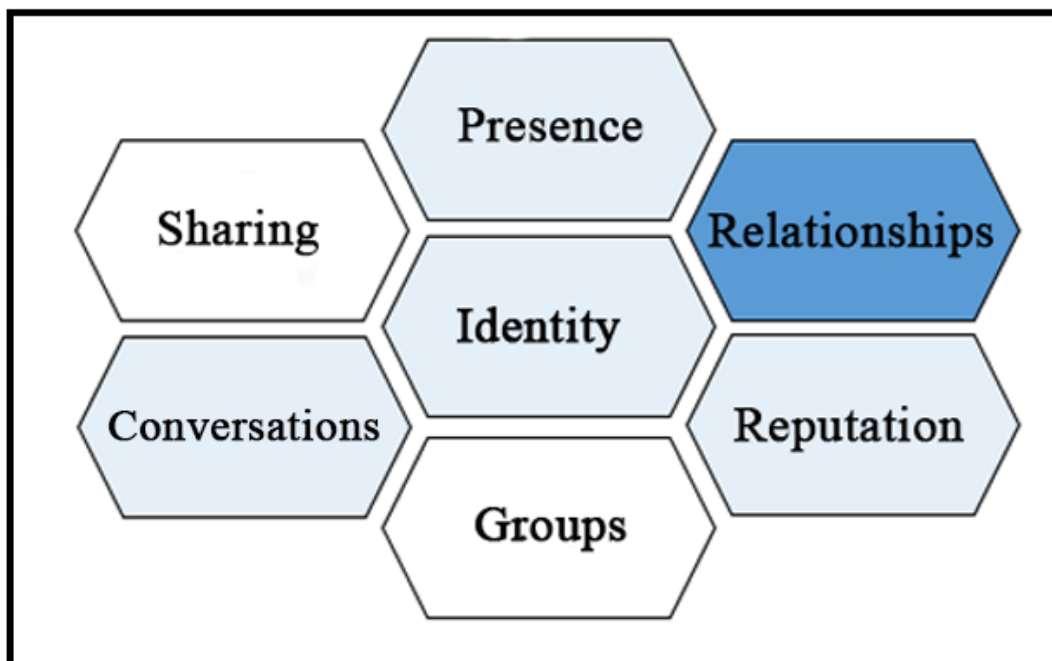 Presence
Sharing
Relationships
Identity
Conversations
Reputation
Groups